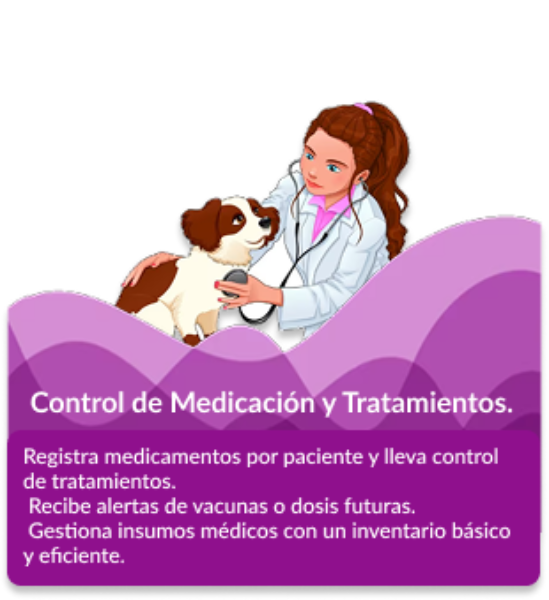 Control de Medicación y Tratamientos.
Registra medicamentos por paciente y lleva control
de tratamientos.
Recibe alertas de vacunas o dosis futuras.
Gestiona insumos médicos con un inventario básico
y eficiente.